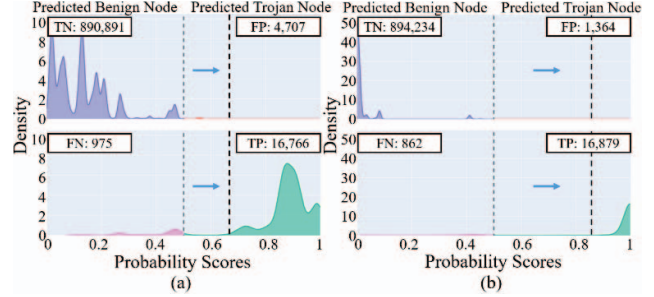 Predicted Benign Node Predicted Trojan Node
TN: 890,891 FP: 4,707
10
8
6
4
2
0
FN: 975 TP: 16,766
10
8
6
4
2
0
Density
0 0.2 0.4 0.6 0.8 1
Probability Scores
(a)
Predicted Benign Node Predicted Trojan Node
TN: 894,234 FP: 1,364
50
40
30
20
10
0
FN: 862 TP: 16,879
50
40
30
20
10
0
Density
0 0.2 0.4 0.6 0.8 1
Probability Scores
(b)